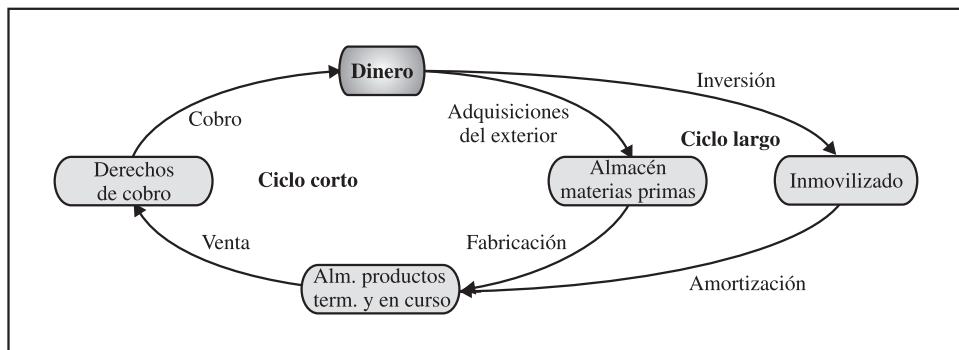 Dinero
Inversión
Cobro
Adquisiciones
del exterior
Ciclo largo
Derechos
de cobro
Ciclo corto
Almacén
materias primas
Inmovilizado
Venta
Fabricación
Alm. productos
term. y en curso
Amortización